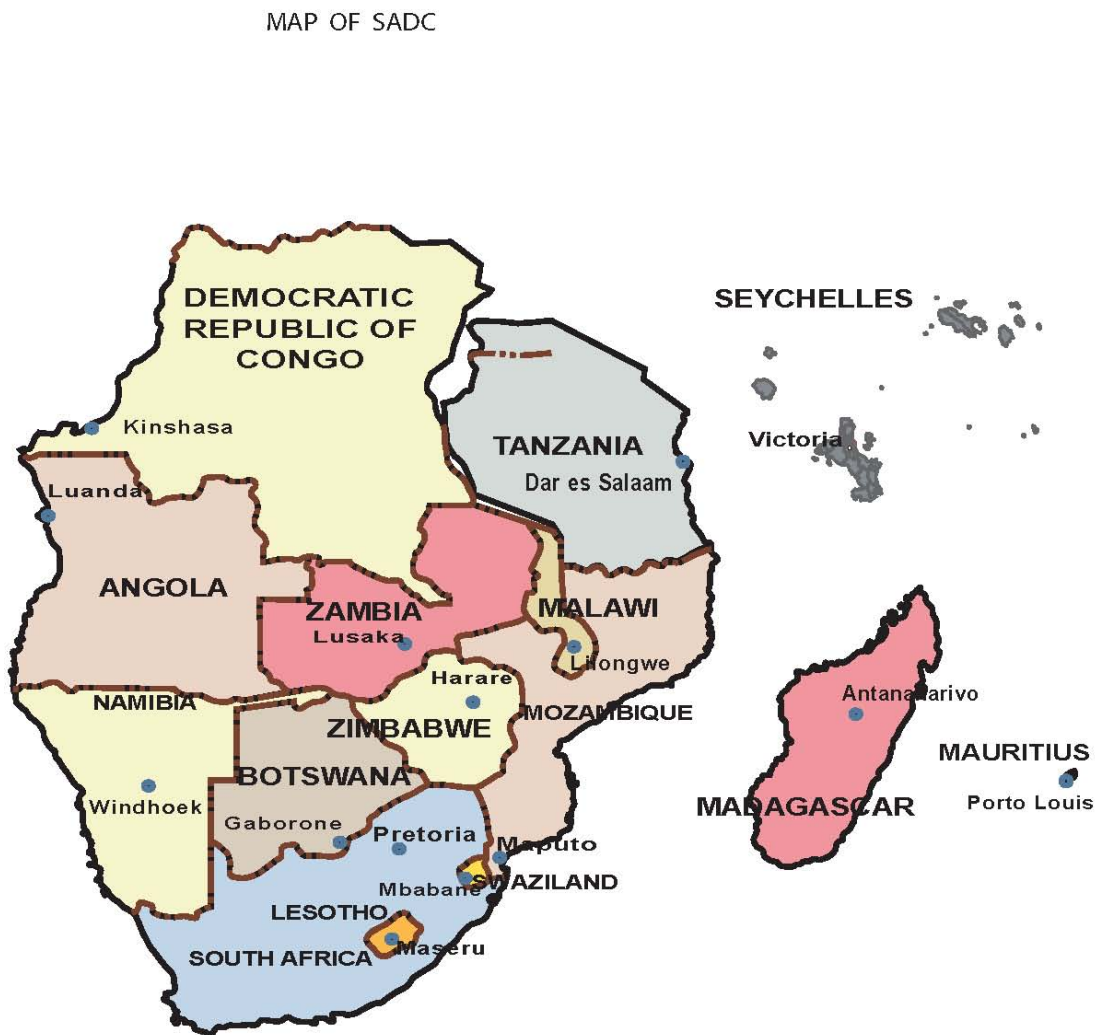 MAP OF SADC
DEMOCRATIC
REPUBLIC OF
CONGO
SEYCHELLES
Kinshasa
TANZANIA
Victoria
Dar es Salaam
Luanda
ANGOLA
ZAMBIA
MALAWI
Lusaka
Lilongwe
Harare
Antananarivo
NAMIBIA
MOZAMBIQUE
ZIMBABWE
MAURITIUS
BOTSWANA
Windhoek
MADAGASCAR
Porto Louis
Gaborone
Pretoria
Maputo
Mbabane
SWAZILAND
LESOTHO
Maseru
SOUTH AFRICA